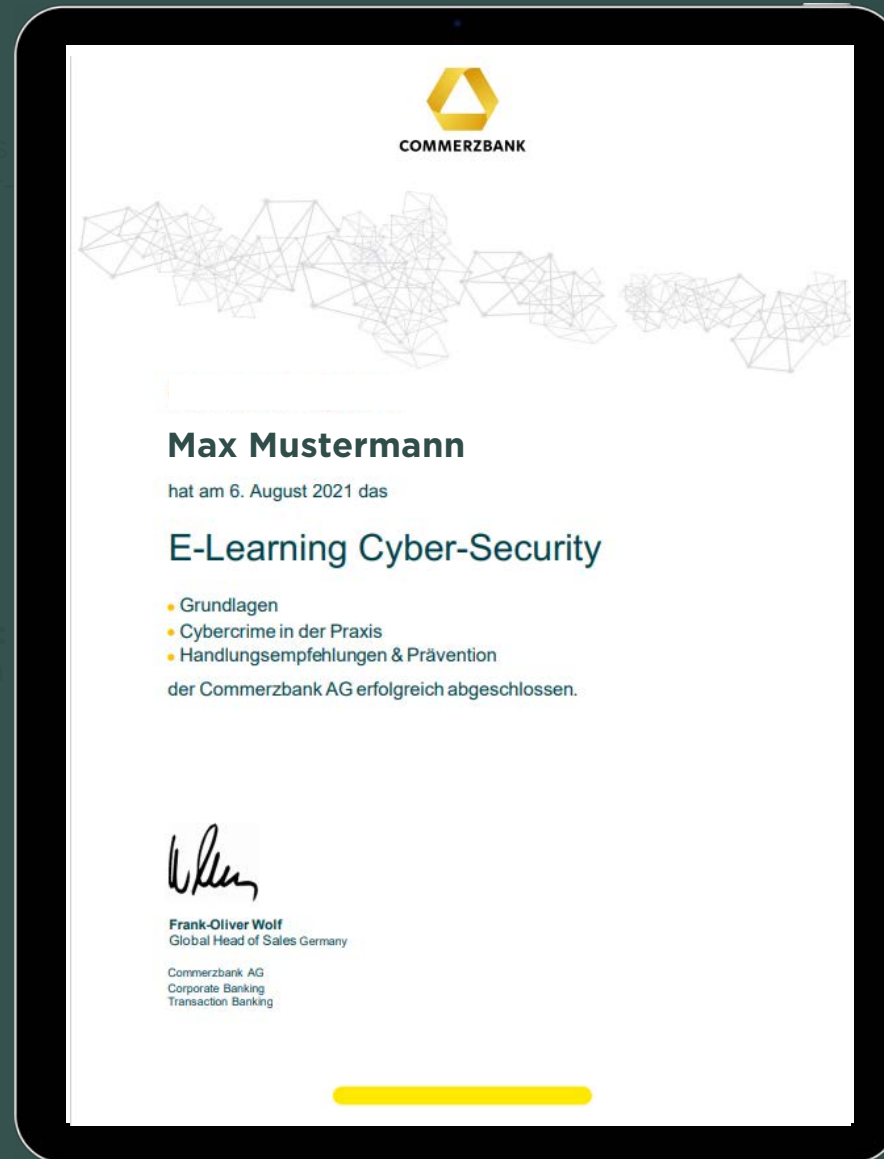 COMMERZBANK
Max Mustermann
hat am 6. August 2021 das
E-Learning Cyber-Security
• Grundlagen
• Cybercrime in der Praxis
• Handlungsempfehlungen & Prävention
der Commerzbank AG erfolgreich abgeschlossen.
Frank-Oliver Wolf
Global Head of Sales Germany
Commerzbank AG
Corporate Banking
Transaction Banking